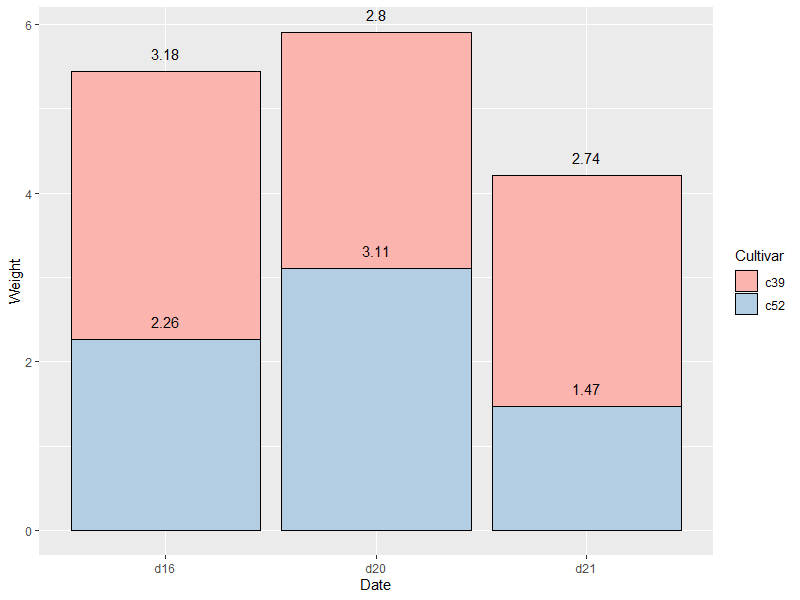 2.8
6
3.18
2.74
4
3.11
2.26
2
1.47
0
Weight
d16
d20
d21
Date
Cultivar
c39
c52